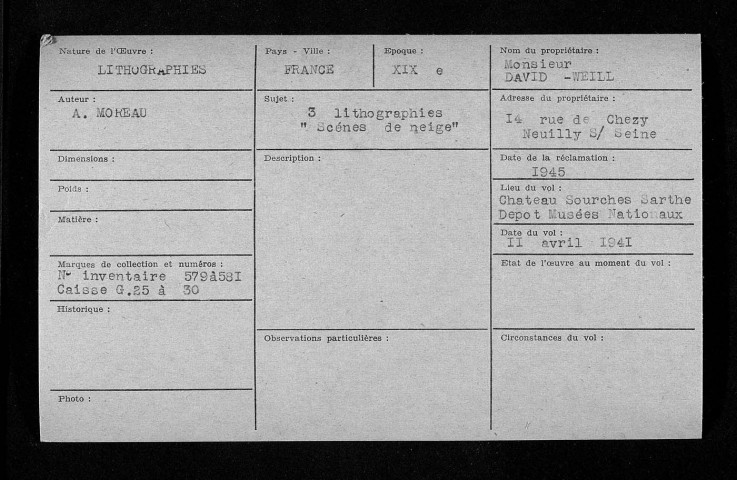 Nature de l'Œuvre :
LITHOGRAPHIES
Auteur :
A. MOREAU
Dimensions :
Poids :
Matière :
Marques de collection et numéros :
N° inventaire 579à581
Caisse G.25 à 30
Historique :
Photo :
Pays - Ville :
FRANCE
Epoque :
XIX e
Sujet :
3 lithographies
" Scénes de neige"
Description :
Observations particulières :
Nom du propriétaire :
Monsieur
DAVID -WEILL
Adresse du propriétaire :
I4 rue de Chezy
Neuilly S/ Seine
Date de la réclamation :
I945
Lieu du vol :
Chateau Sourches Sarthe
Depot Musées Nationaux
Date du vol :
II avril I94I
Etat de l'œuvre au moment du vol :
Circonstances du vol :